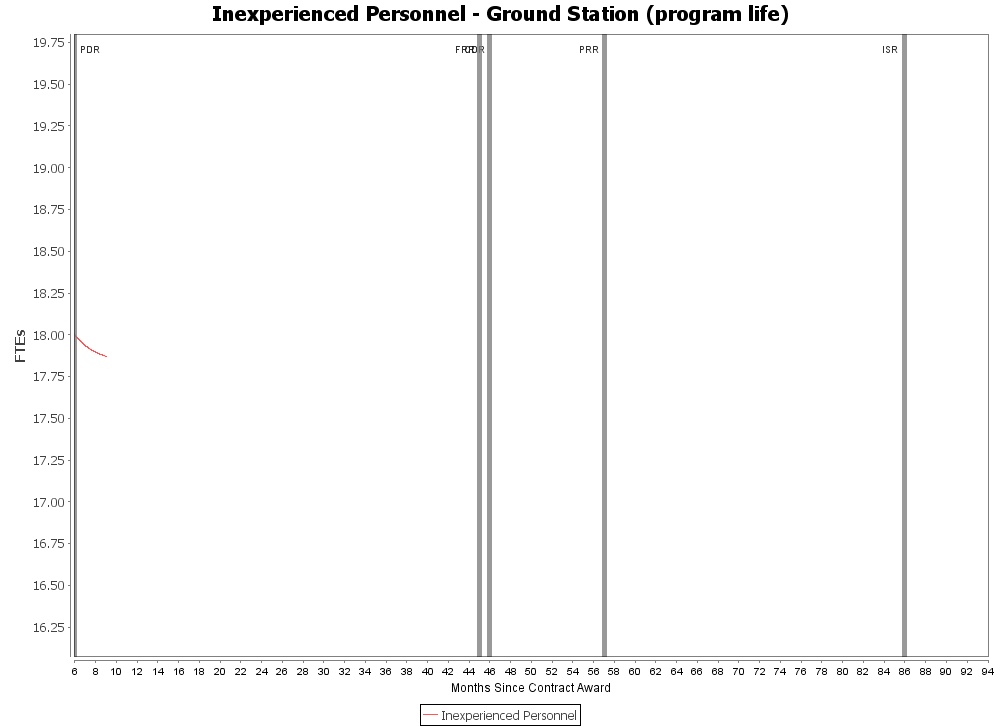 Inexperienced Personnel - Ground Station (program life)
PDR FRR CDR PRR ISR
19.75
19.50
19.25
19.00
18.75
18.50
18.25
18.00
17.75
17.50
17.25
17.00
16.75
16.50
16.25
FTEs
6 8 10 12 14 16 18 20 22 24 26 28 30 32 34 36 38 40 42 44 46 48 50 52 54 56 58 60 62 64 66 68 70 72 74 76 78 80 82 84 86 88 90 92 94
Months Since Contract Award
Inexperienced Personnel